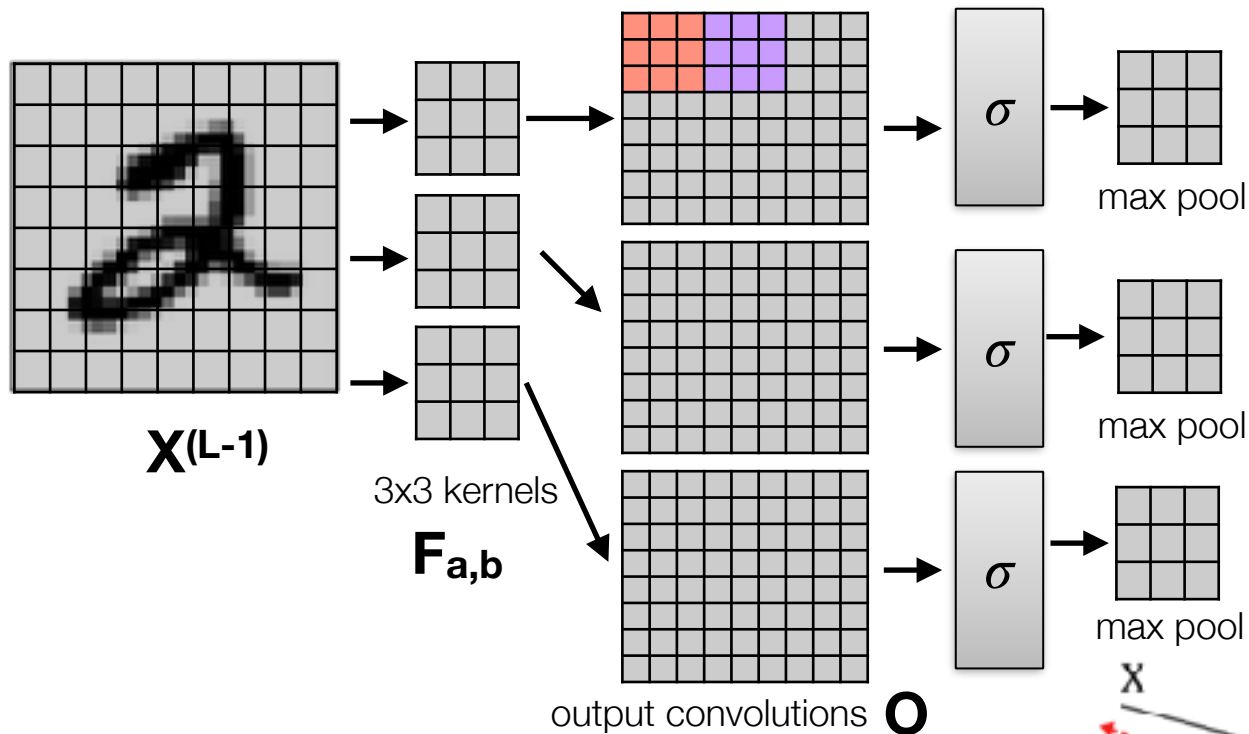 σ
max pool
σ
max pool
X(L-1)
3x3 kernels
Fa,b
σ
max pool
output convolutions O
X